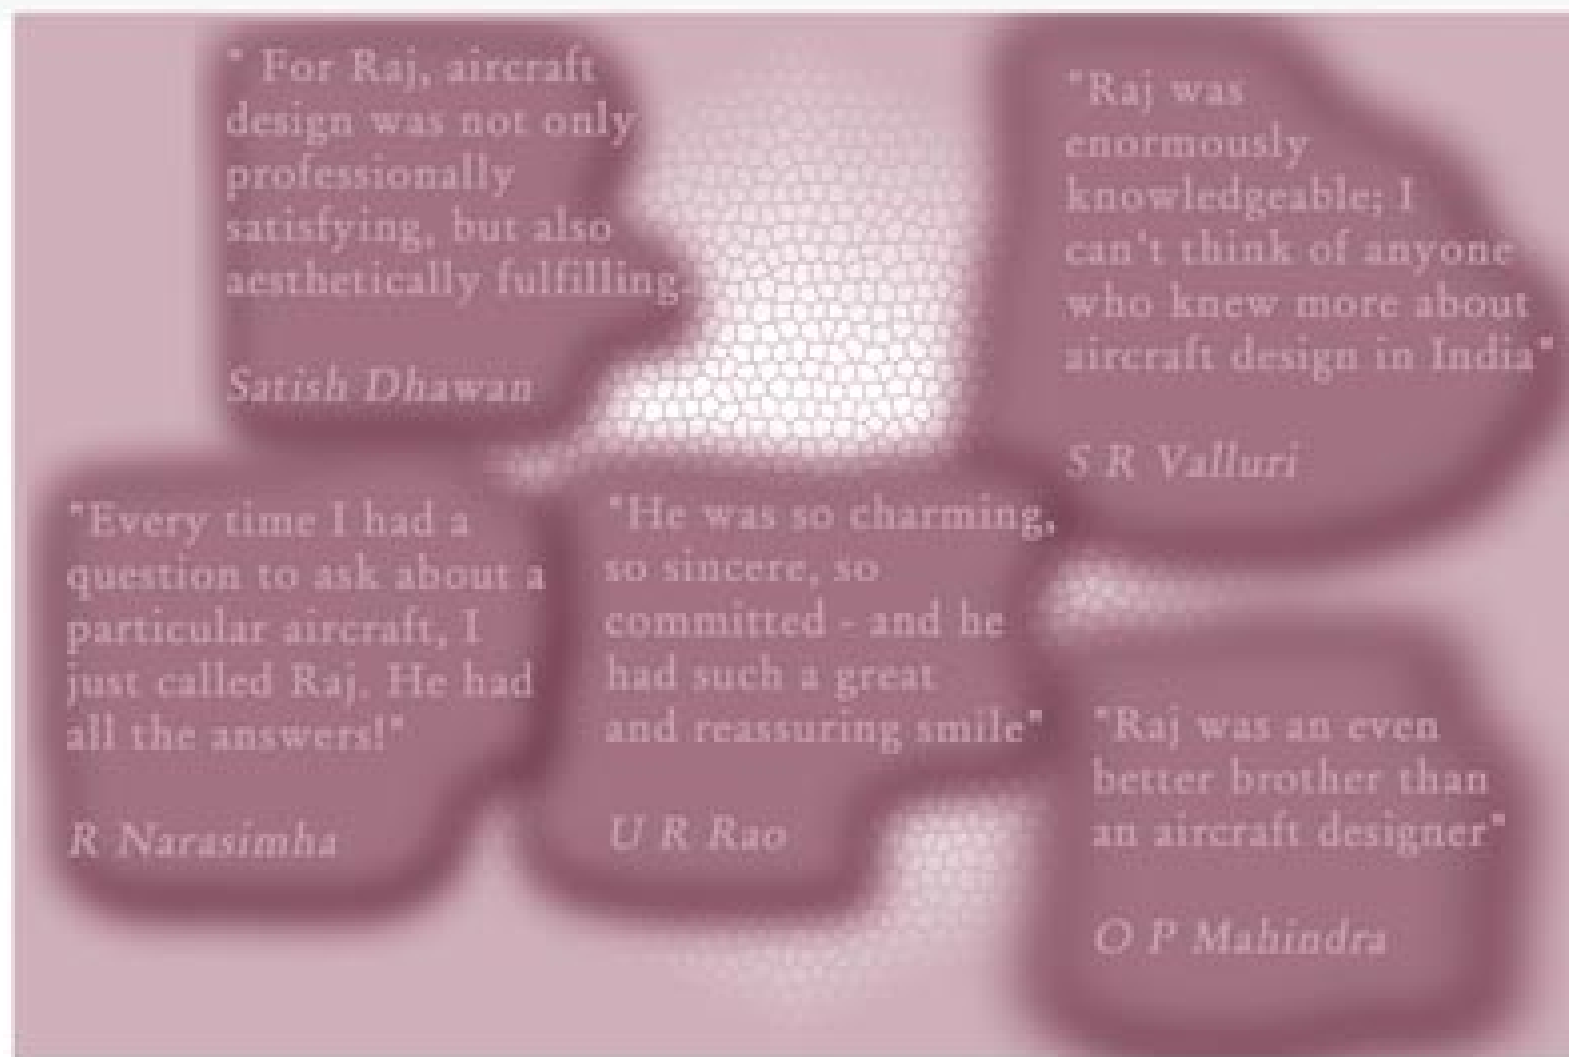 " For Raj, aircraft
design was not only
professionally
satisfying, but also
aesthetically fulfilling
Satish Dhawan
"Raj was
enormously
knowledgeable; I
can't think of anyone
who knew more about
aircraft design in India"
S R Valluri
"Every time I had a
question to ask about a
particular aircraft, I
just called Raj. He had
all the answers!"
R Narasimha
"He was so charming,
so sincere, so
committed - and he
had such a great
and reassuring smile"
U R Rao
"Raj was an even
better brother than
an aircraft designer"
O P Mahindra